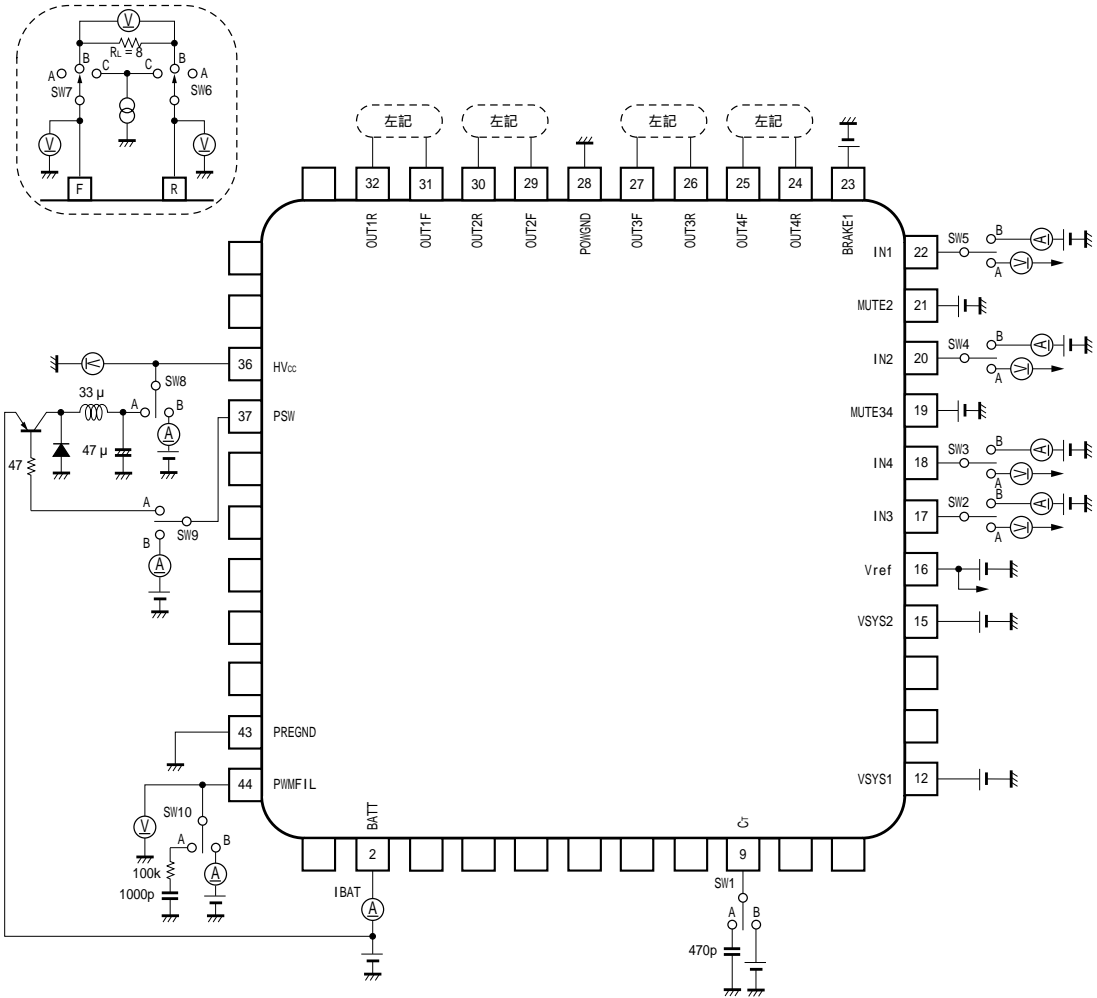 V
RL = 8
B
B
A
C
C
A
SW7
SW6
V
V
F
R
左記
左記
左記
左記
32
31
30
29
28
27
26
25
24
23
OUT1R
OUT1F
OUT2R
OUT2F
POWGND
OUT3F
OUT3R
OUT4F
OUT4R
BRAKE1
IN1
22
SW5
B
A
A
V
MUTE2
21
IN2
20
SW4
B
A
A
V
MUTE34
19
IN4
18
SW3
B
A
A
V
IN3
17
SW2
B
A
A
V
Vref
16
VSYS2
15
VSYS1
12
V
36
HVcc
SW8
33 μ
A
B
A
37
PSW
47 μ
47
A
SW9
B
A
43
PREGND
44
PWMFIL
V
SW10
A
B
A
100k
1000p
BATT
2
IBAT
A
CT
9
SW1
A
B
470p